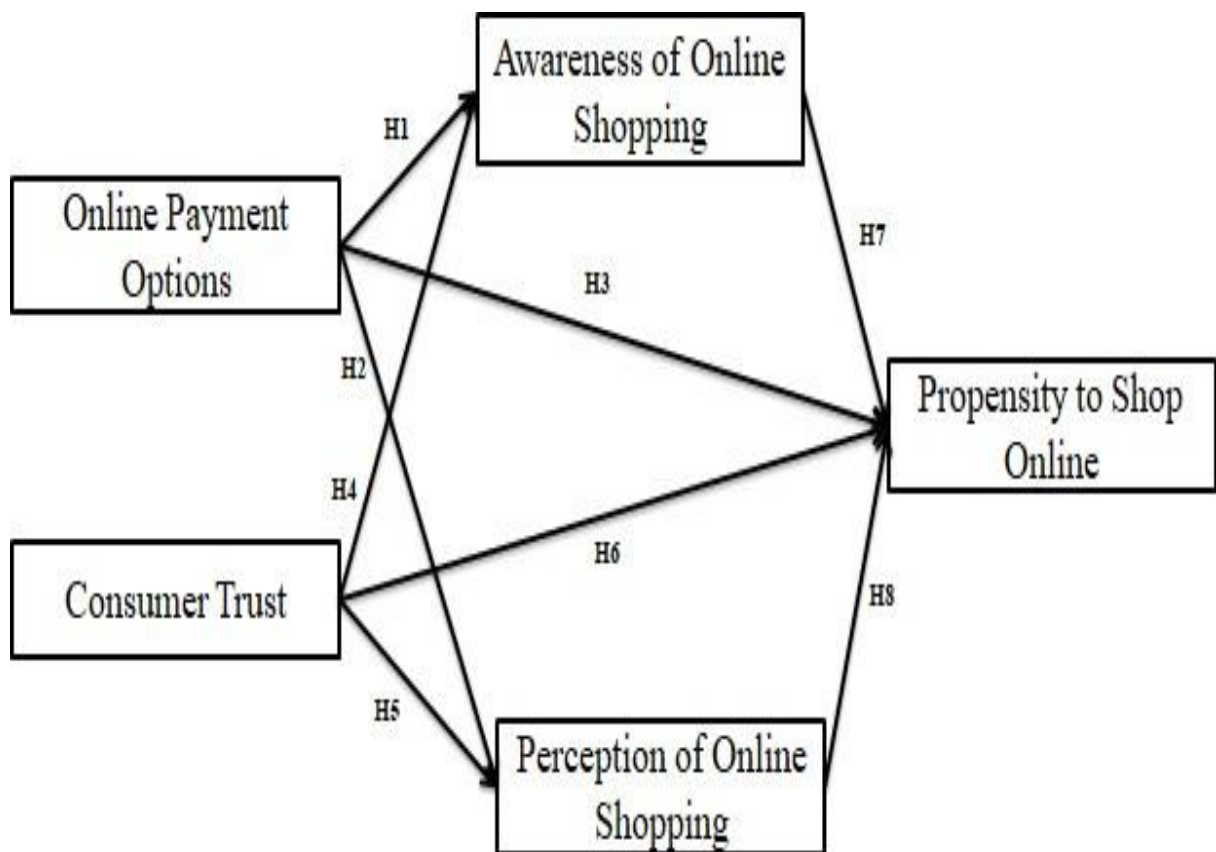 Awareness of Online
Shopping
H1
Online Payment
Options
H7
H3
H2
Propensity to Shop
Online
H4
H6
Consumer Trust
H8
H5
Perception of Online
Shopping